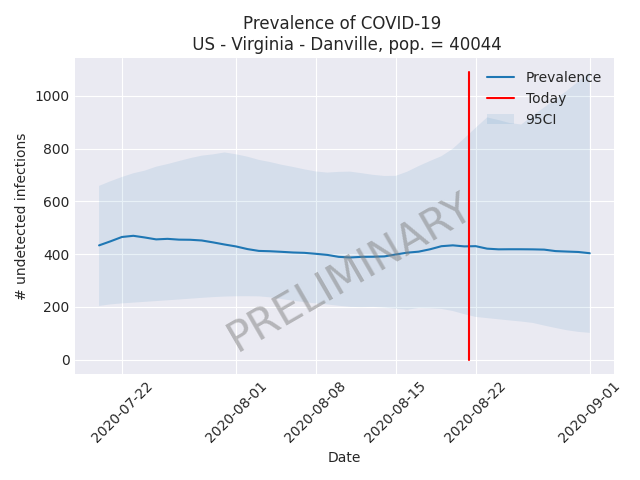 Prevalence of COVID-19
US - Virginia - Danville, pop. = 40044
# undetected infections
1000
800
600
400
200
0
Prevalence
Today
95CI
PRELIMINARY
2020-07-22
2020-08-01
2020-08-08
2020-08-15
2020-08-22
2020-09-01
Date